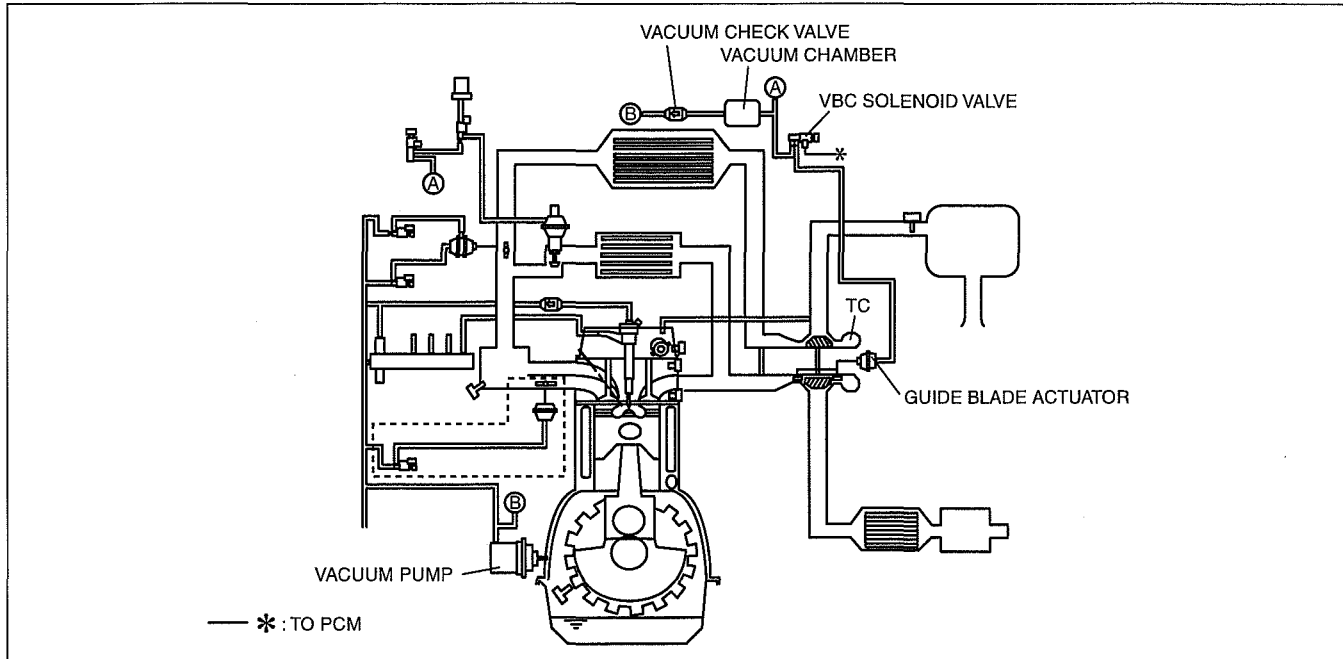 VACUUM CHECK VALVE
VACUUM CHAMBER
A
B
VBC SOLENOID VALVE
*
A
TC
GUIDE BLADE ACTUATOR
B
VACUUM PUMP
* : TO PCM